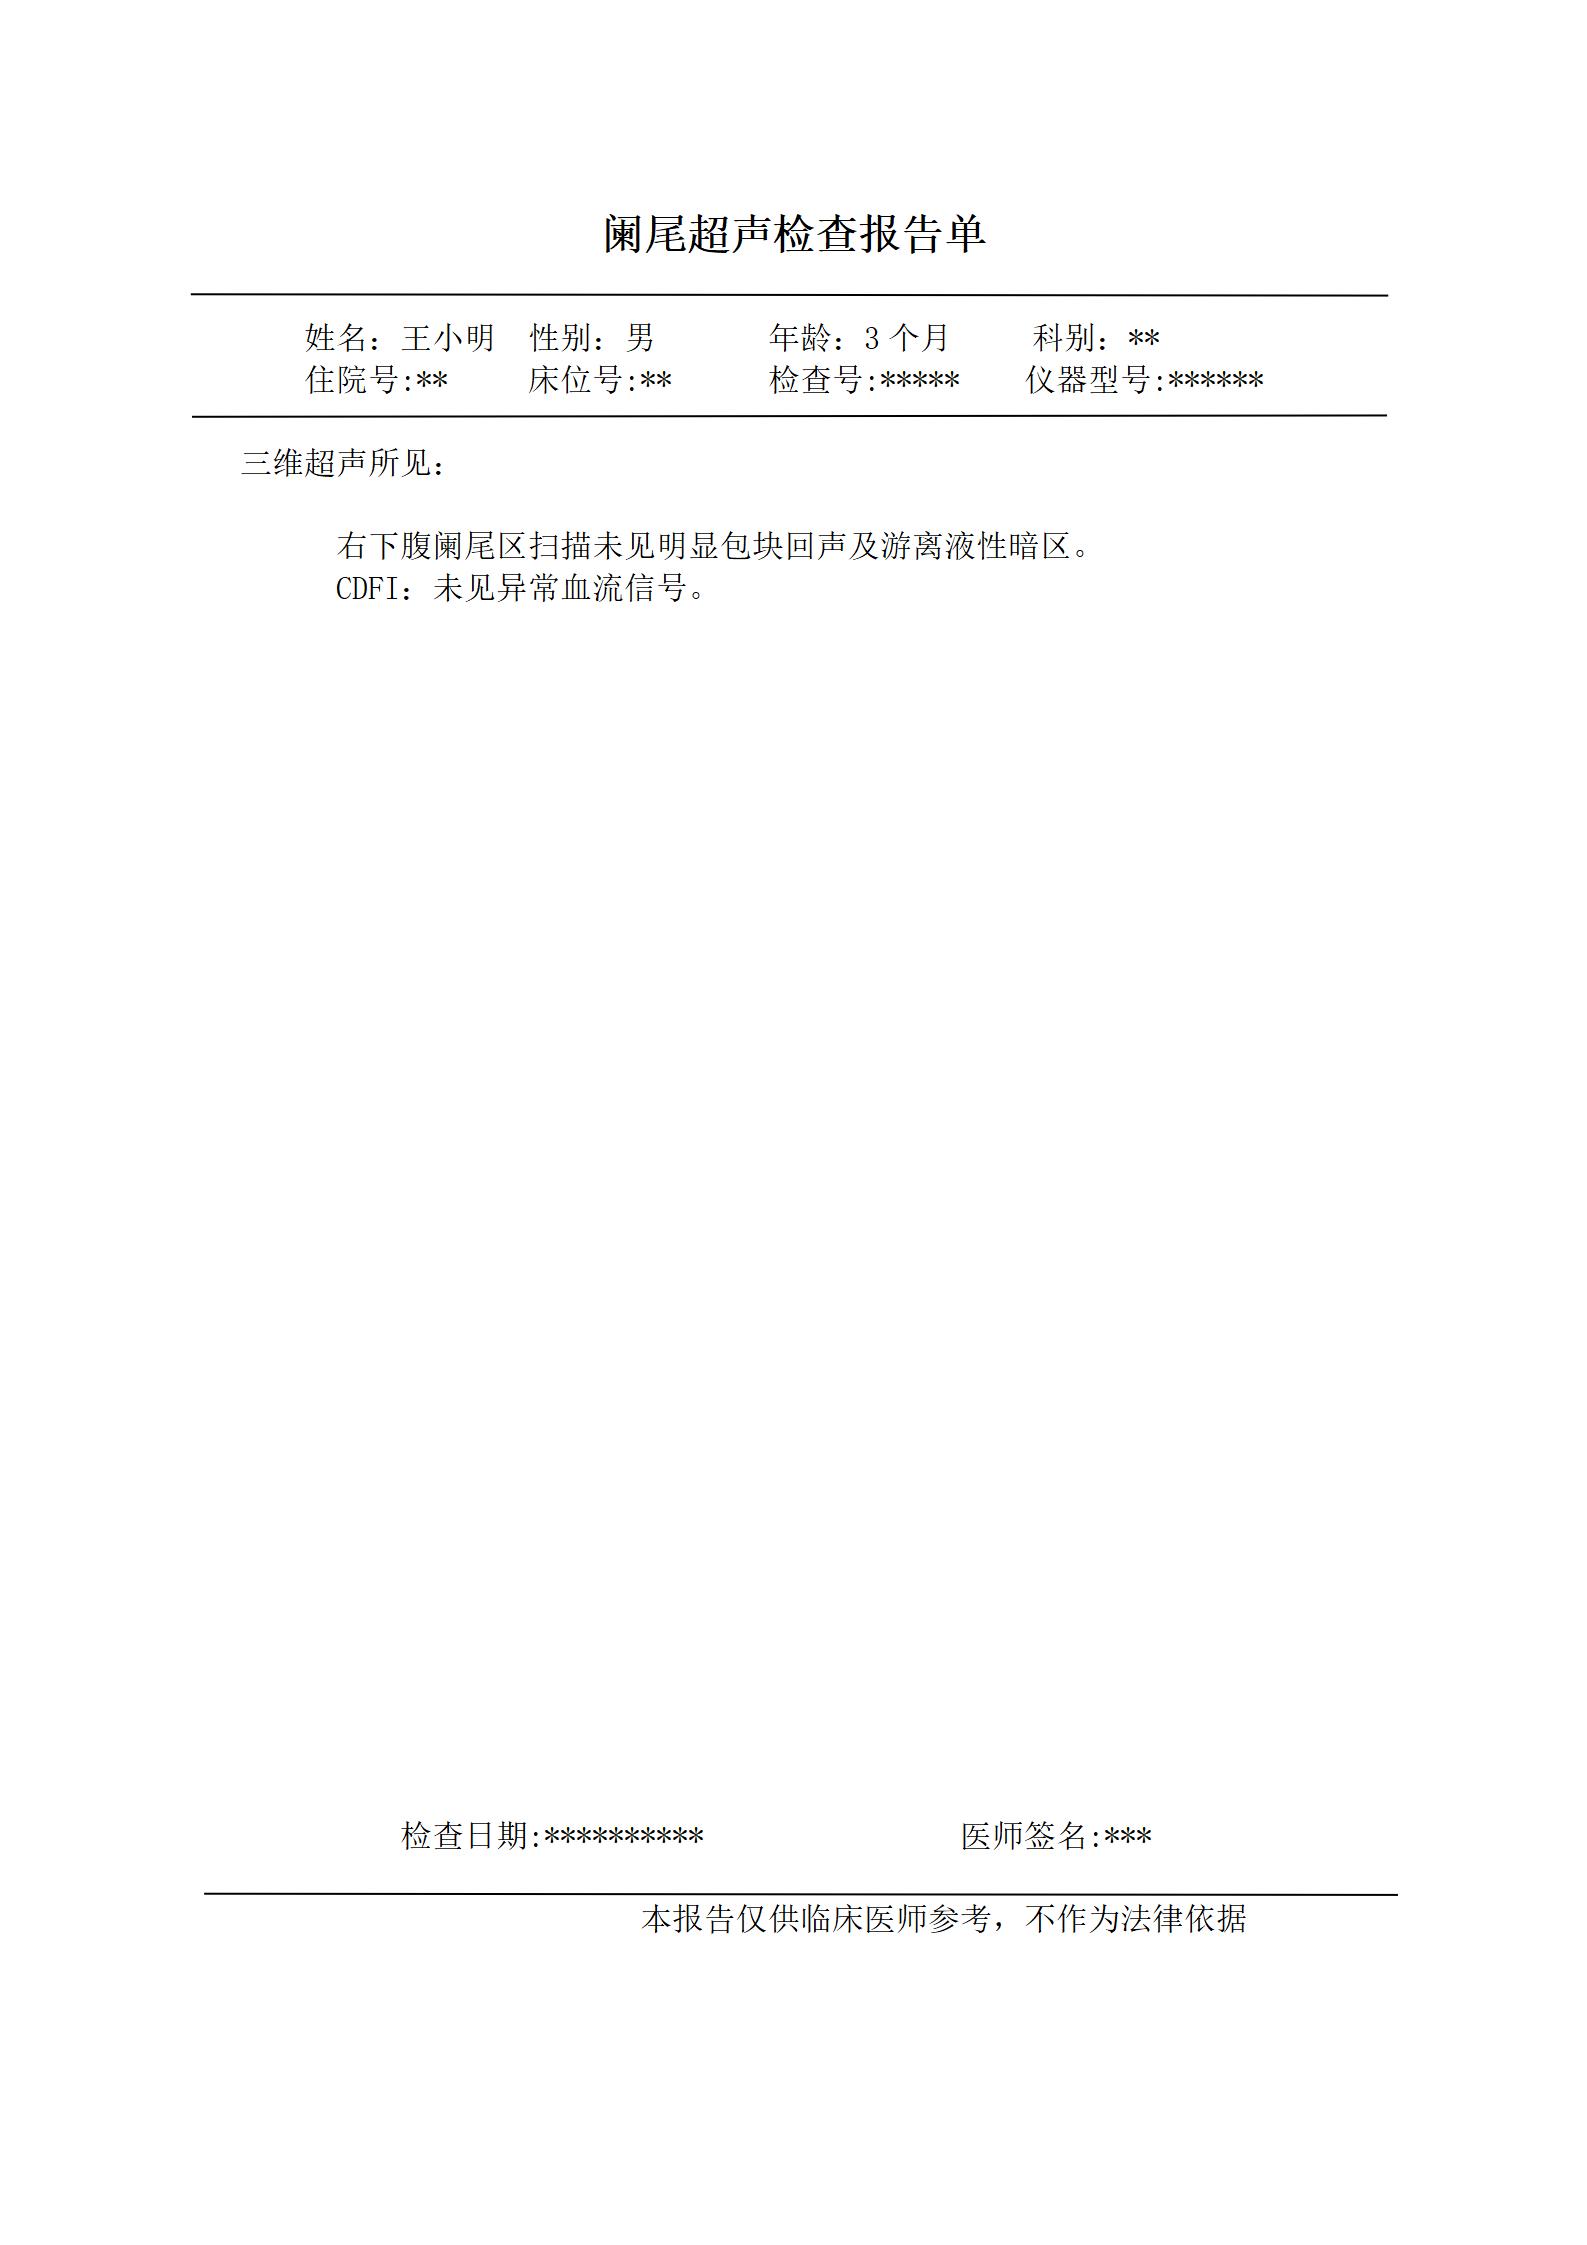 阑尾超声检查报告单
姓名：王小明 性别：男 年龄：3 个月 科别：**
住院号:** 床位号:** 检查号:***** 仪器型号:******
三维超声所见：
右下腹阑尾区扫描未见明显包块回声及游离液性暗区。
CDFI：未见异常血流信号。
检查日期:********** 医师签名:***
本报告仅供临床医师参考，不作为法律依据